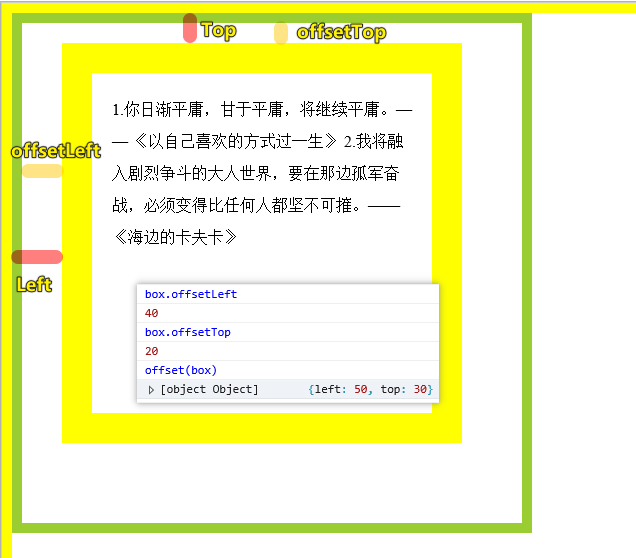 Top
offsetTop
1.你日渐平庸，甘于平庸，将继续平庸。—
—《以自己喜欢的方式过一生》2.我将融
入剧烈争斗的大人世界，要在那边孤军奋
战，必须变得比任何人都坚不可摧。——
《海边的卡夫卡》
offsetLeft
Left
box.offsetLeft
40
box.offsetTop
20
offset(box)
[object Object] {left: 50, top: 30}